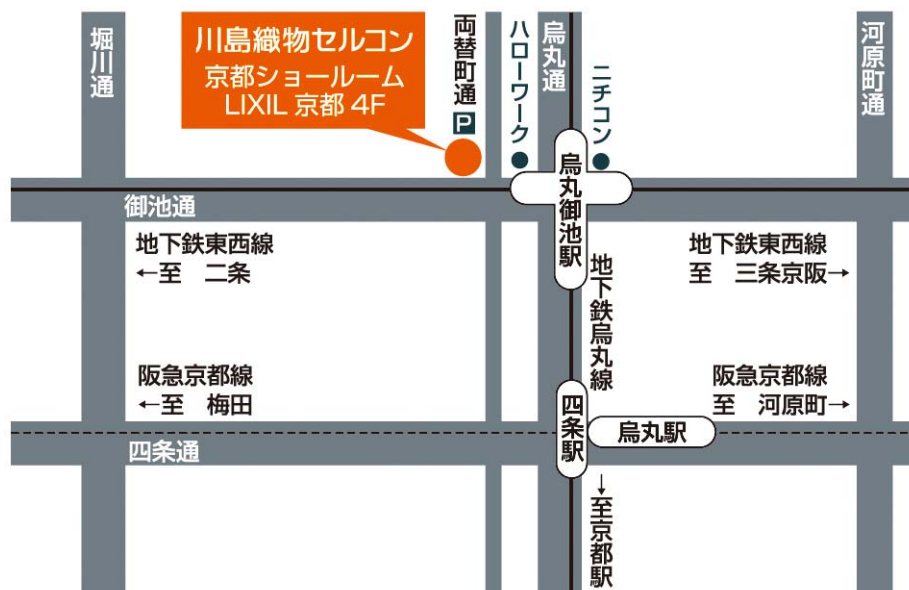 堀川通
川島織物セルコン
京都ショールーム
LIXIL 京都 4F
両替町通
P
ハローワーク
烏丸通
ニチコン
河原町通
烏丸御池駅
御池通
地下鉄東西線
←至 二条
地下鉄東西線
至 三条京阪→
地下鉄烏丸線
阪急京都線
←至 梅田
阪急京都線
至 河原町→
四条駅
烏丸駅
四条通
→至京都駅